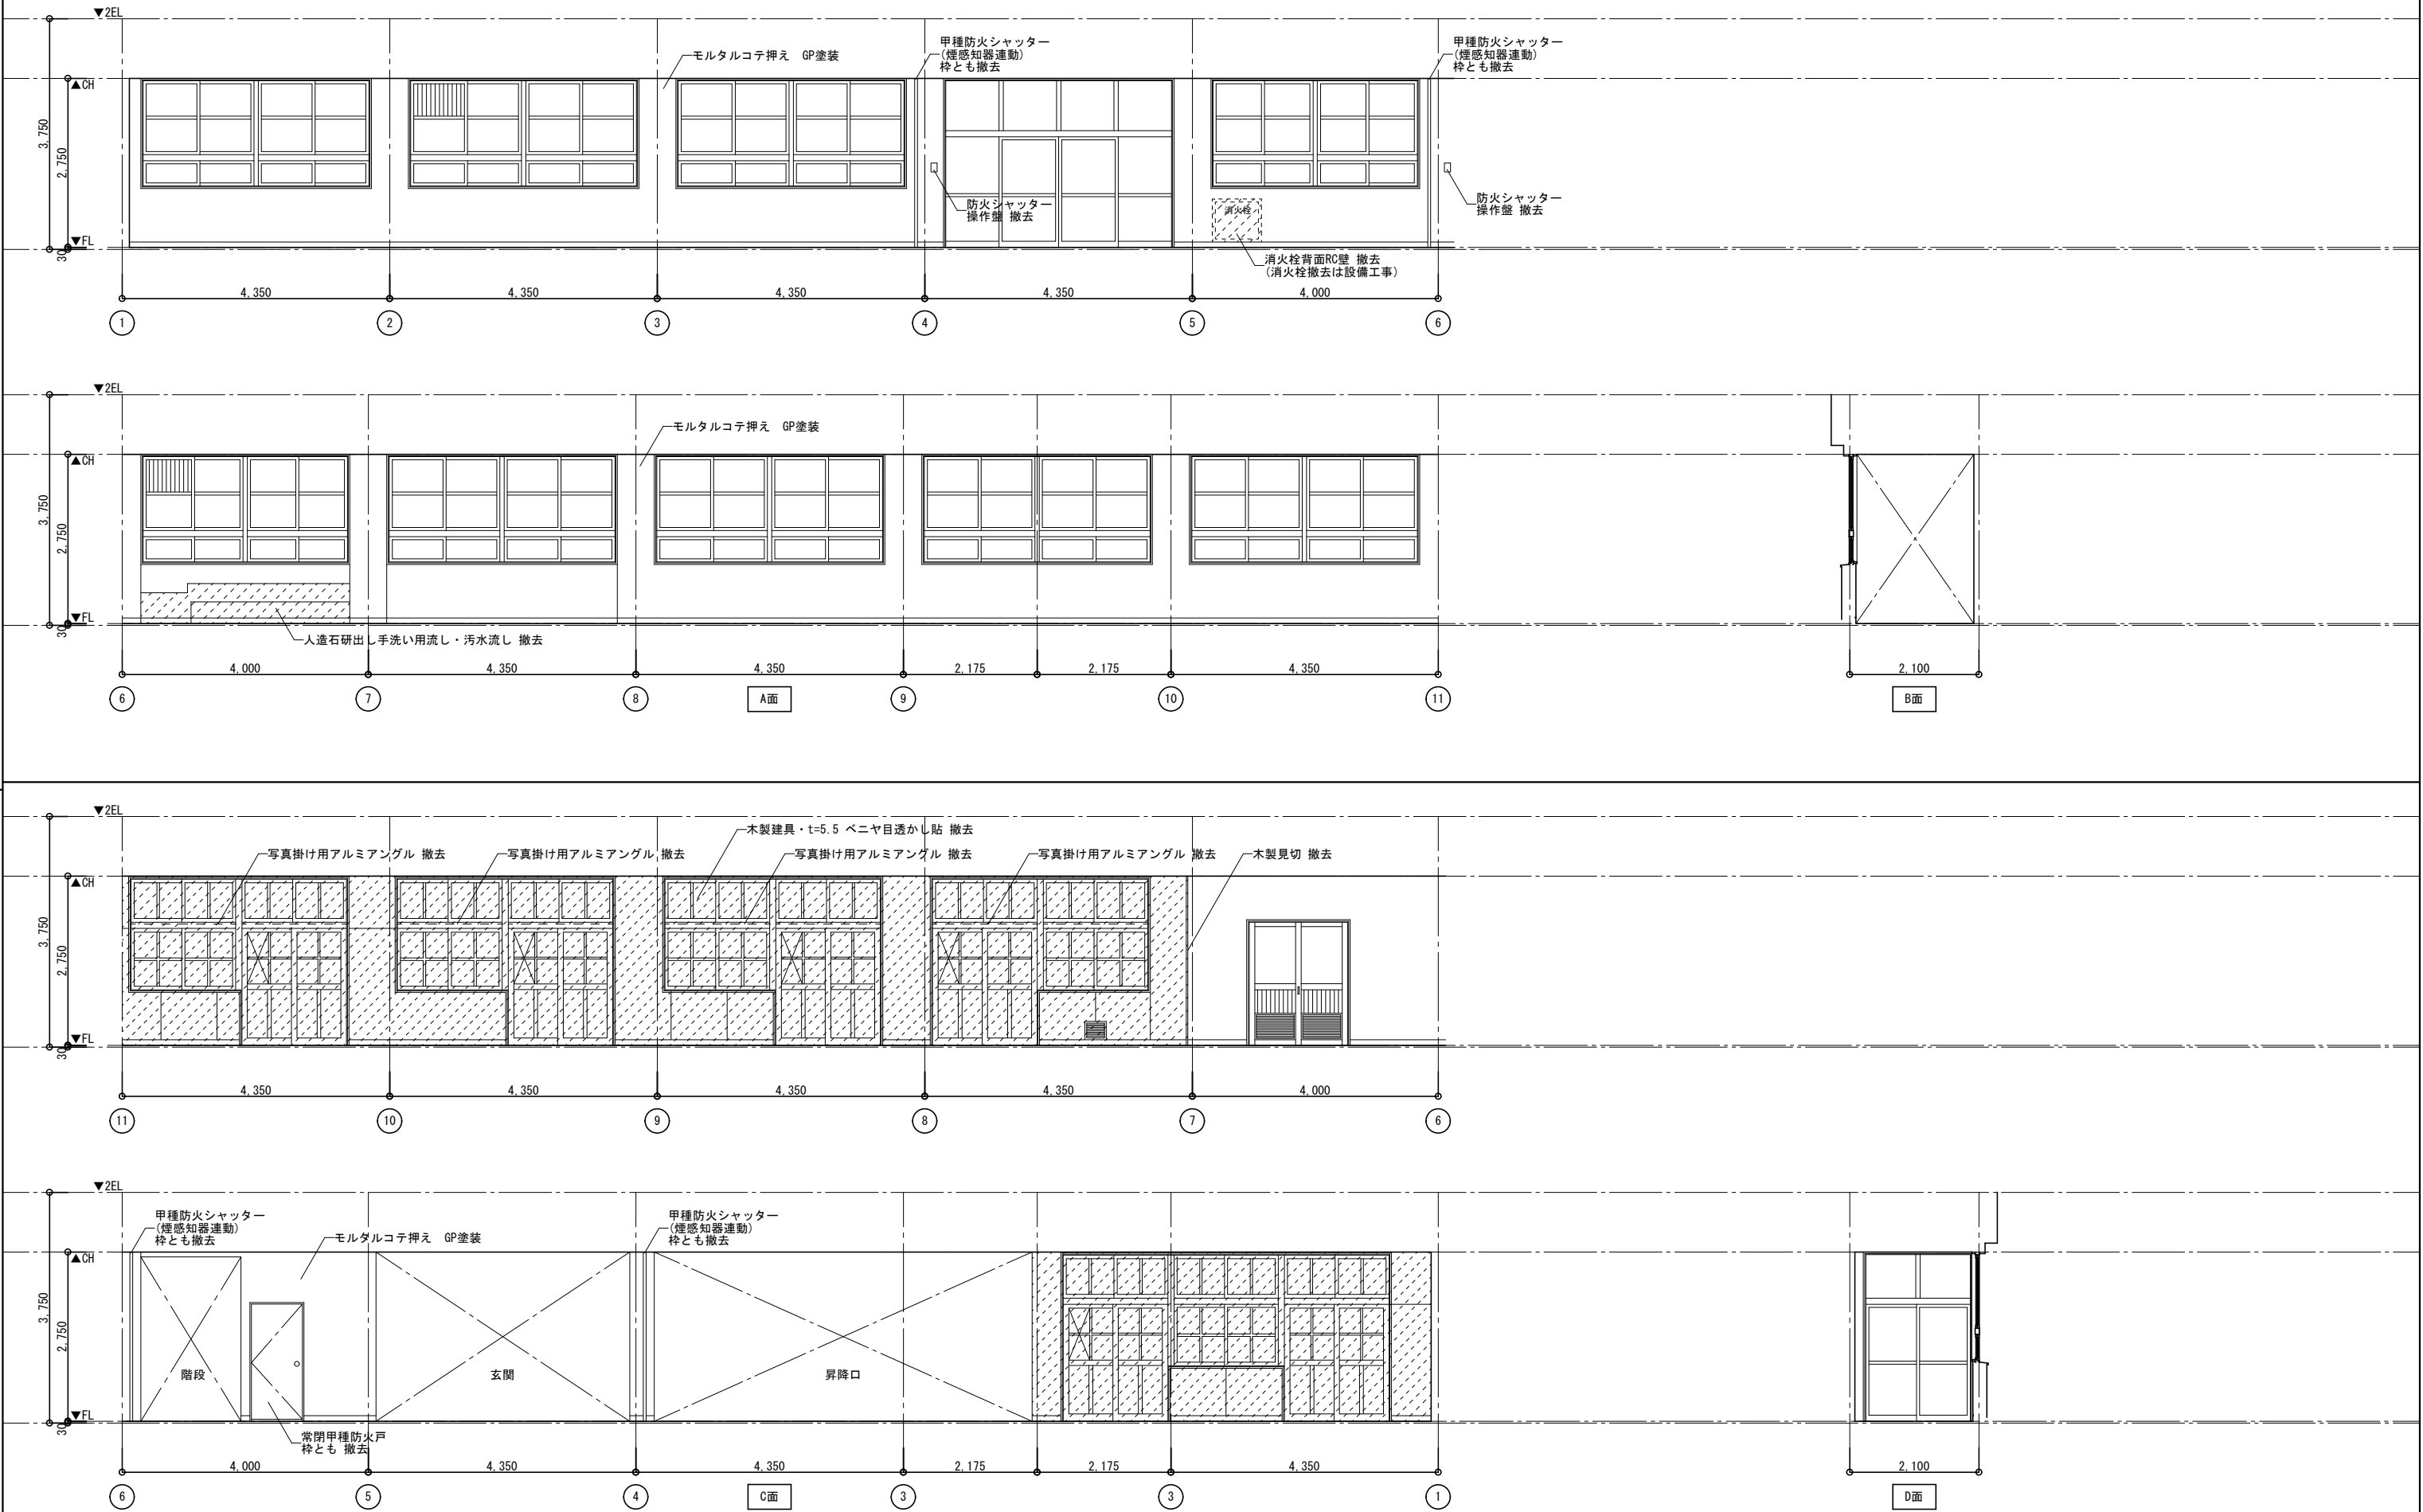 ▼2EL
モルタルコテ押え　GP塗装
甲種防火シャッター
(煙感知器連動)
枠とも撤去
甲種防火シャッター
(煙感知器連動)
枠とも撤去
▲CH
3,750
2,750
防火シャッター
操作盤 撤去
消火栓
防火シャッター
操作盤 撤去
▼FL
30
消火栓背面RC壁 撤去
(消火栓撤去は設備工事)
4,350 4,350 4,350 4,350 4,000
1 2 3 4 5 6
▼2EL
モルタルコテ押え　GP塗装
▲CH
3,750
2,750
▼FL
30
人造石研出し手洗い用流し・汚水流し 撤去
4,000 4,350 4,350 2,175 2,175 4,350 2,100
6 7 8 A面 9 10 11 B面
▼2EL
木製建具・t=5.5 ベニヤ目透かし貼 撤去
写真掛け用アルミアングル 撤去
写真掛け用アルミアングル 撤去
写真掛け用アルミアングル 撤去
写真掛け用アルミアングル 撤去
木製見切 撤去
▲CH
3,750
2,750
▼FL
30
4,350 4,350 4,350 4,350 4,000
11 10 9 8 7 6
▼2EL
甲種防火シャッター
(煙感知器連動)
枠とも撤去
モルタルコテ押え　GP塗装
甲種防火シャッター
(煙感知器連動)
枠とも撤去
▲CH
3,750
2,750
階段
玄関
昇降口
▼FL
30
常閉甲種防火戸
枠とも 撤去
4,000 4,350 4,350 2,175 2,175 4,350 2,100
6 5 4 C面 3 3 1 D面